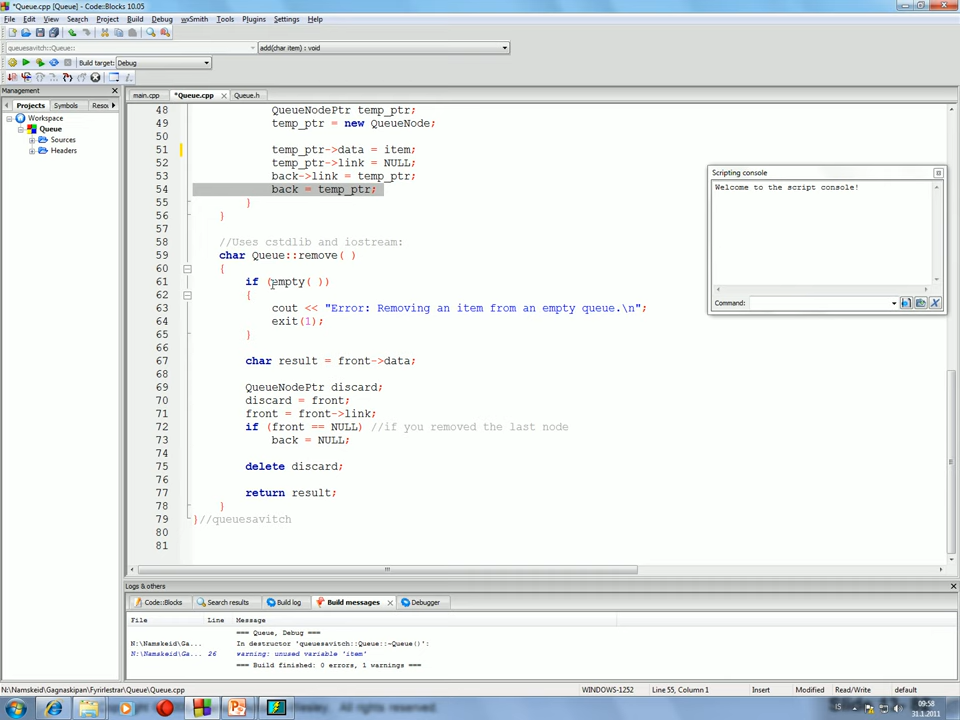 *Queue.cpp [Queue] - Code::Blocks 10.05
File Edit View Search Project Build Debug wxSmith Tools Plugins Settings Help
queuesavitch::Queue:: add(char item) : void
Build target: Debug
Management
Projects Symbols Resou
Workspace
Queue
Sources
Headers
main.cpp *Queue.cpp Queue.h
48 QueueNodePtr temp_ptr;
49 temp_ptr = new QueueNode;
50
51 temp_ptr->data = item;
52 temp_ptr->link = NULL;
53 back->link = temp_ptr;
54 back = temp_ptr;
55 }
56 }
57
58 //Uses cstdlib and iostream:
59 char Queue::remove( )
60 {
61 if (empty( ))
62 {
63 cout << "Error: Removing an item from an empty queue.\n";
64 exit(1);
65 }
66
67 char result = front->data;
68
69 QueueNodePtr discard;
70 discard = front;
71 front = front->link;
72 if (front == NULL) //if you removed the last node
73 back = NULL;
74
75 delete discard;
76
77 return result;
78 }
79 }//queuesavitch
80
81
Scripting console
Welcome to the script console!
Command:
Logs & others
Code::Blocks Search results Build log Build messages Debugger
File Line Message
=== Queue, Debug ===
N:\Namskeid\Ga... In destructor 'queuesavitch::Queue::~Queue()':
N:\Namskeid\Ga... 26 warning: unused variable 'item'
=== Build finished: 0 errors, 1 warnings ===
N:\Namskeid\Gagnaskipan\Fyrirlestrar\Queue\Queue.cpp WINDOWS-1252 Line 55, Column 10 Insert Modified Read/Write default
IS 09:58
31.1.2011